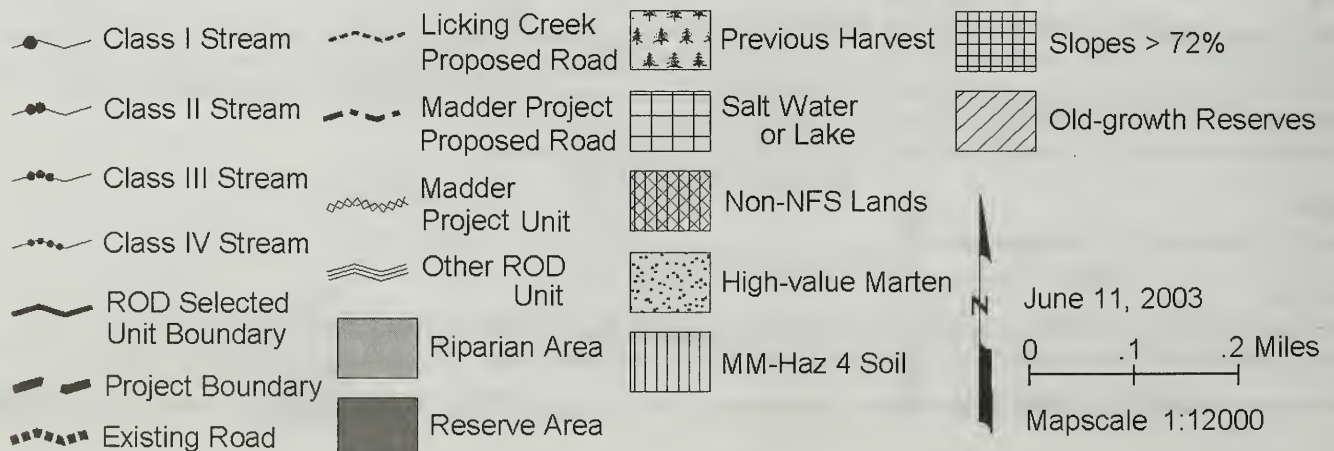 Class I Stream
Class II Stream
Class III Stream
Class IV Stream
ROD Selected
Unit Boundary
Project Boundary
Existing Road
Licking Creek
Proposed Road
Madder Project
Proposed Road
Madder
Project Unit
Other ROD
Unit
Riparian Area
Reserve Area
Previous Harvest
Salt Water
or Lake
Non-NFS Lands
High-value Marten
MM-Haz 4 Soil
Slopes > 72%
Old-growth Reserves
N
June 11, 2003
0 .1 .2 Miles
Mapscale 1:12000